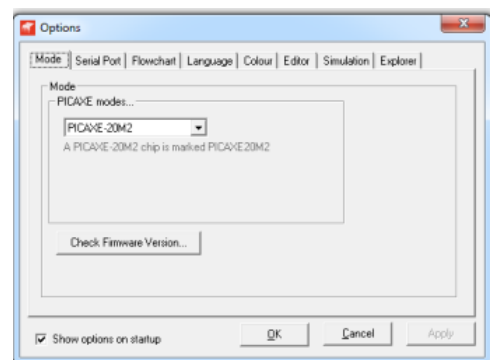 Options
Mode Serial Port Flowchart Language Colour Editor Simulation Explorer
Mode
PICAXE modes...
PICAXE-20M2
A PICAXE-20M2 chip is marked PICAXE20M2
Check Firmware Version...
Show options on startup OK Cancel Apply